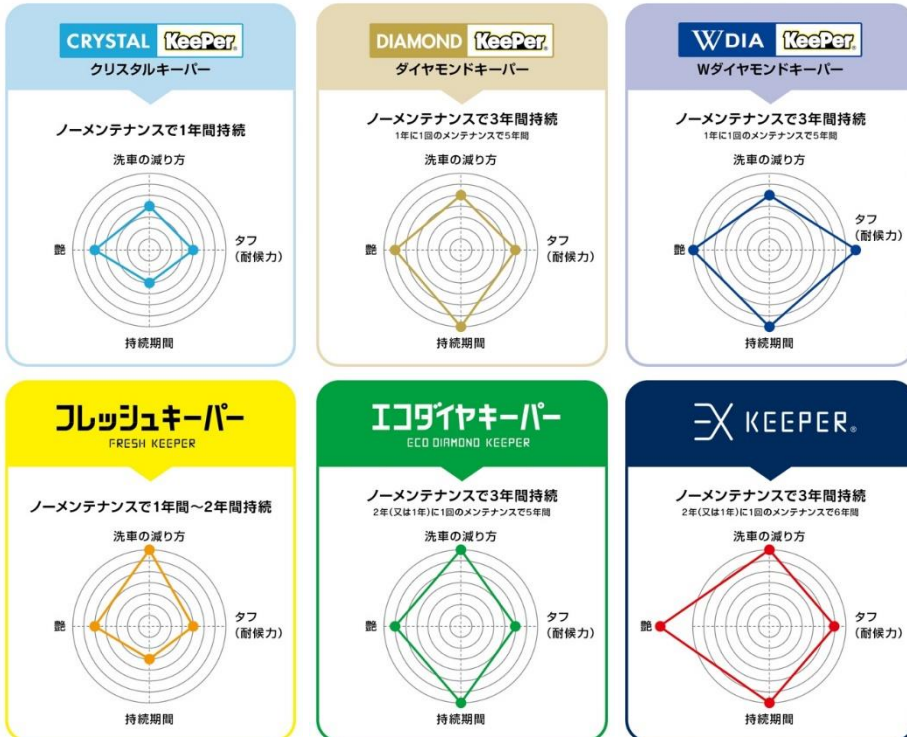 CRYSTAL KeePer®
クリスタルキーパー
ノーメンテナンスで1年間持続
洗車の減り方
艶
タフ
(耐候力)
持続期間
DIAMOND KeePer®
ダイヤモンドキーパー
ノーメンテナンスで3年間持続
1年に1回のメンテナンスで5年間
洗車の減り方
艶
タフ
(耐候力)
持続期間
WDIA KeePer®
Wダイヤモンドキーパー
ノーメンテナンスで3年間持続
1年に1回のメンテナンスで5年間
洗車の減り方
艶
タフ
(耐候力)
持続期間
フレッシュキーパー
FRESH KEEPER
ノーメンテナンスで1年間～2年間持続
洗車の減り方
艶
タフ
(耐候力)
持続期間
エコダイヤキーパー
ECO DIAMOND KEEPER
ノーメンテナンスで3年間持続
2年(又は1年)に1回のメンテナンスで5年間
洗車の減り方
艶
タフ
(耐候力)
持続期間
EX KEEPER®
ノーメンテナンスで3年間持続
2年(又は1年)に1回のメンテナンスで6年間
洗車の減り方
艶
タフ
(耐候力)
持続期間